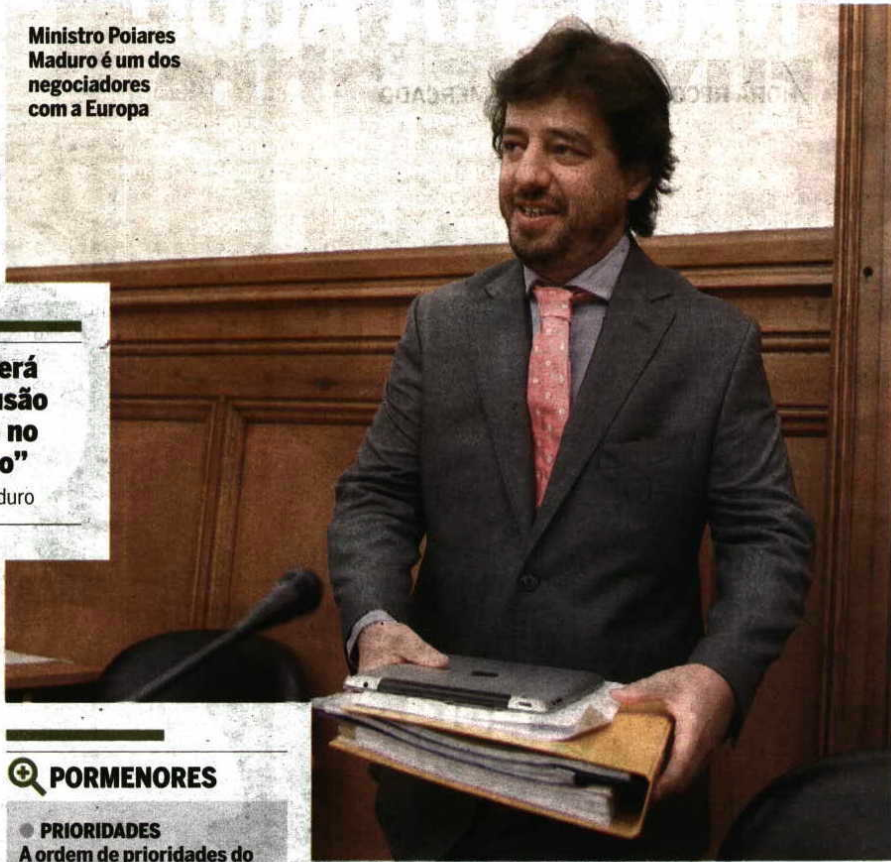 Ministro Poiares
Maduro é um dos
negociadores
com a Europa
erá
usão
no
o”
duro
PORMENORES
PRIORIDADES
A ordem de prioridades do